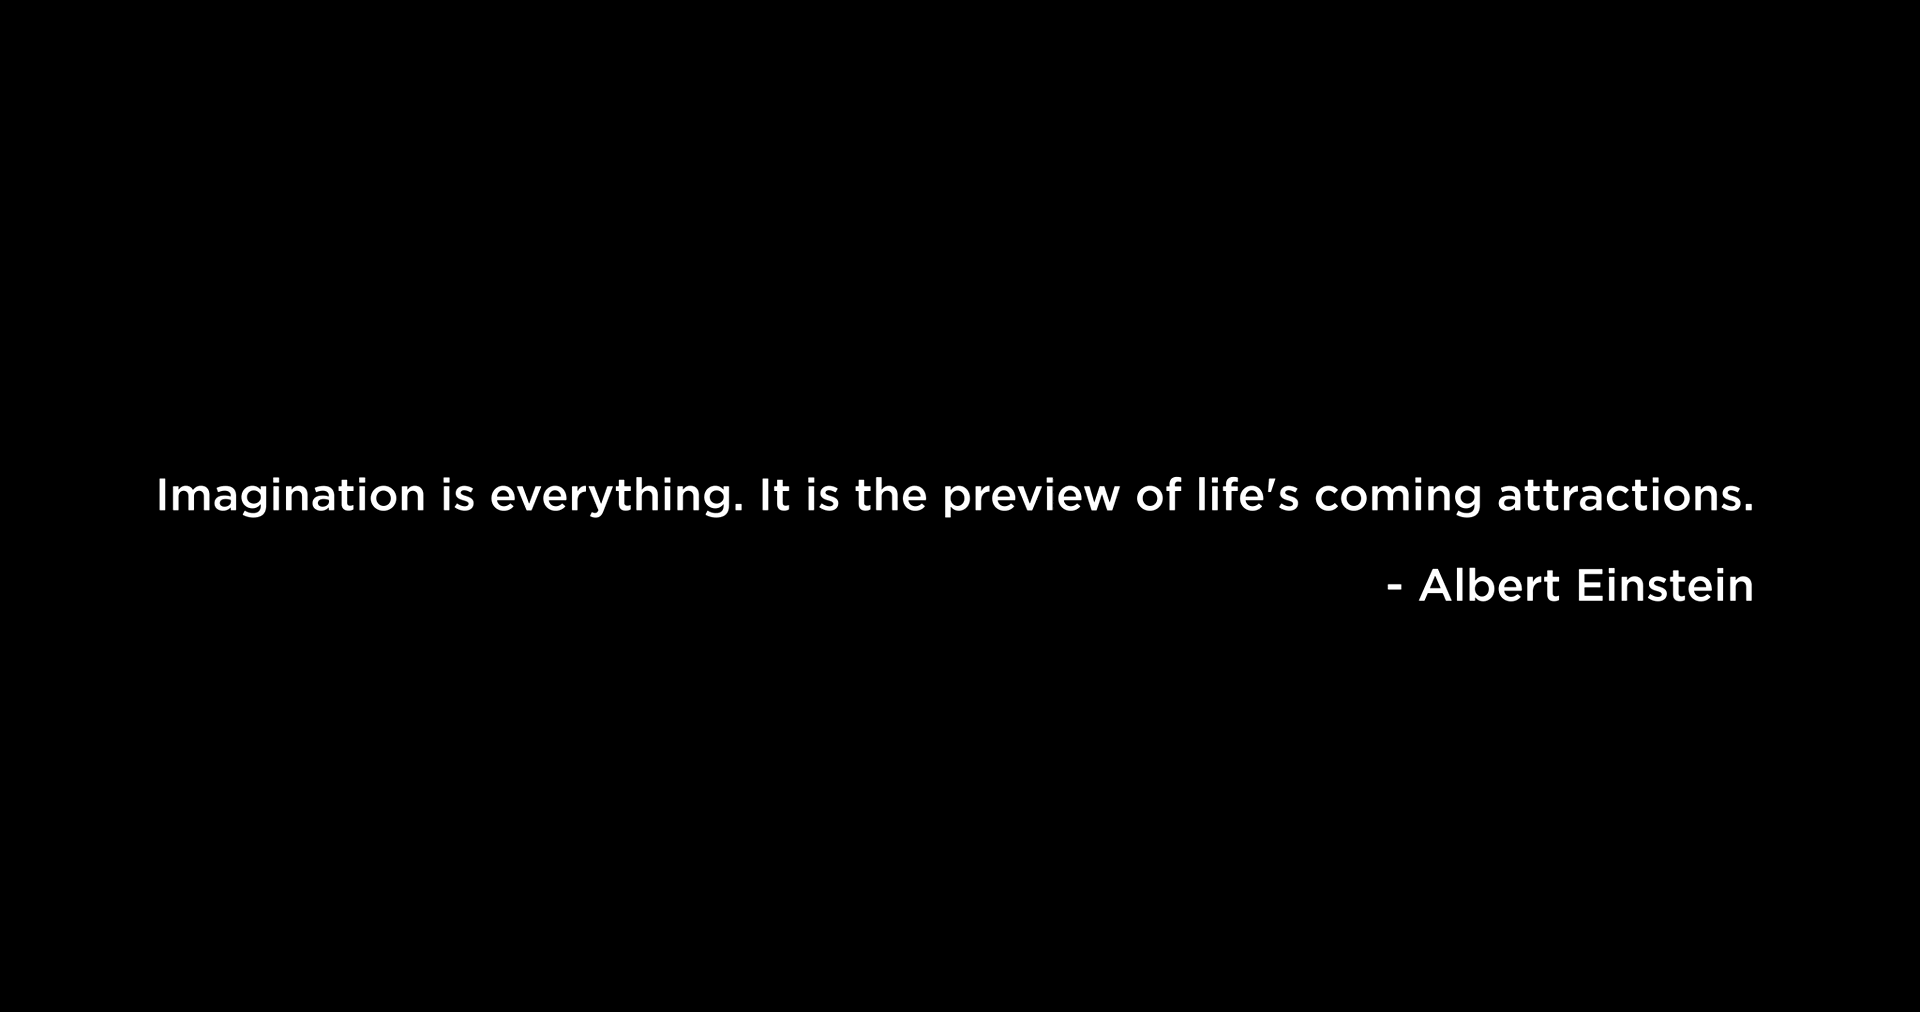 Imagination is everything. It is the preview of life's coming attractions.
- Albert Einstein